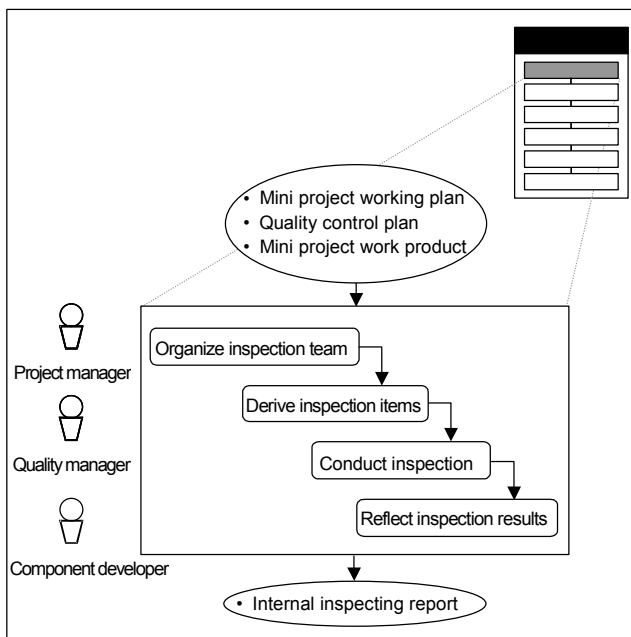 • Mini project working plan
• Quality control plan
• Mini project work product
Project manager
Quality manager
Component developer
Organize inspection team
Derive inspection items
Conduct inspection
Reflect inspection results
• Internal inspecting report